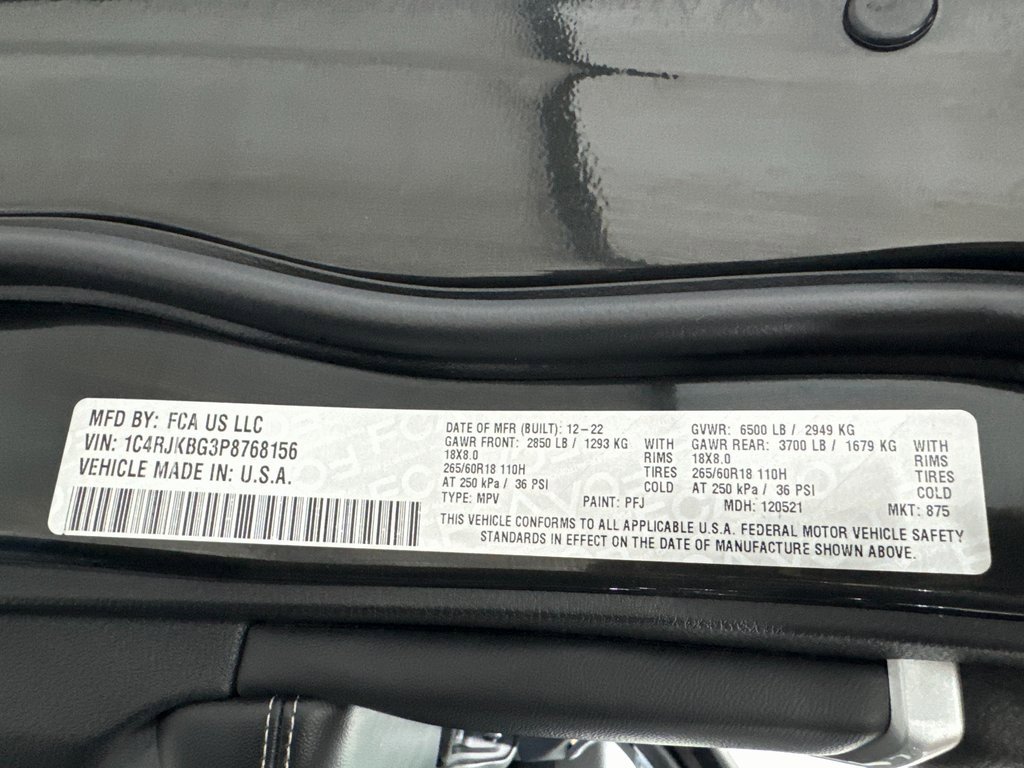 MFD BY: FCA US LLC
VIN: 1C4RJKBG3P8768156
VEHICLE MADE IN: U.S.A.
DATE OF MFR (BUILT): 12-22
GAWR FRONT: 2850 LB / 1293 KG WITH
18X8.0 RIMS
265/60R18 110H TIRES
AT 250 kPa / 36 PSI COLD
TYPE: MPV PAINT: PFJ
GVWR: 6500 LB / 2949 KG
GAWR REAR: 3700 LB / 1679 KG WITH
18X8.0 RIMS
265/60R18 110H TIRES
AT 250 kPa / 36 PSI COLD
MDH: 120521 MKT: 875
THIS VEHICLE CONFORMS TO ALL APPLICABLE U.S.A. FEDERAL MOTOR VEHICLE SAFETY
STANDARDS IN EFFECT ON THE DATE OF MANUFACTURE SHOWN ABOVE.